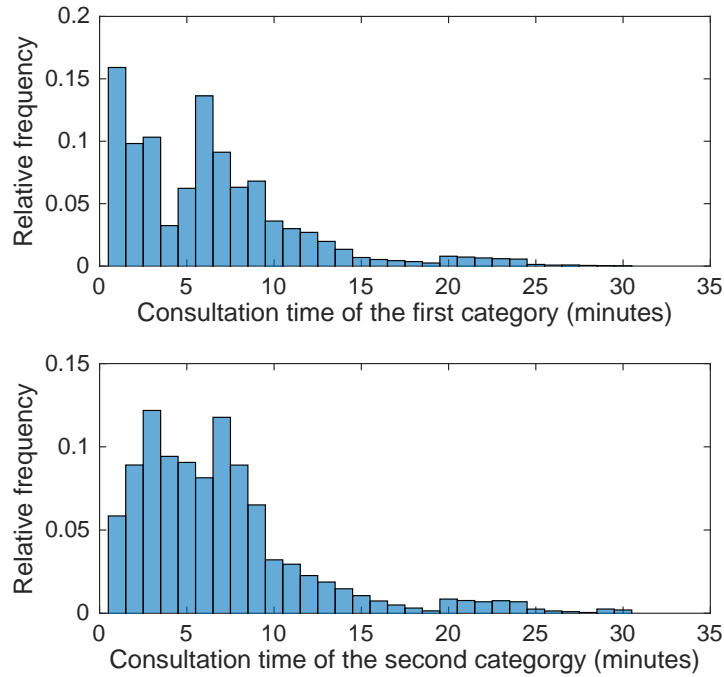 0.2
0.15
0.1
0.05
0
Relative frequency
0 5 10 15 20 25 30 35
Consultation time of the first category (minutes)
0.15
0.1
0.05
0
Relative frequency
0 5 10 15 20 25 30 35
Consultation time of the second categorgy (minutes)